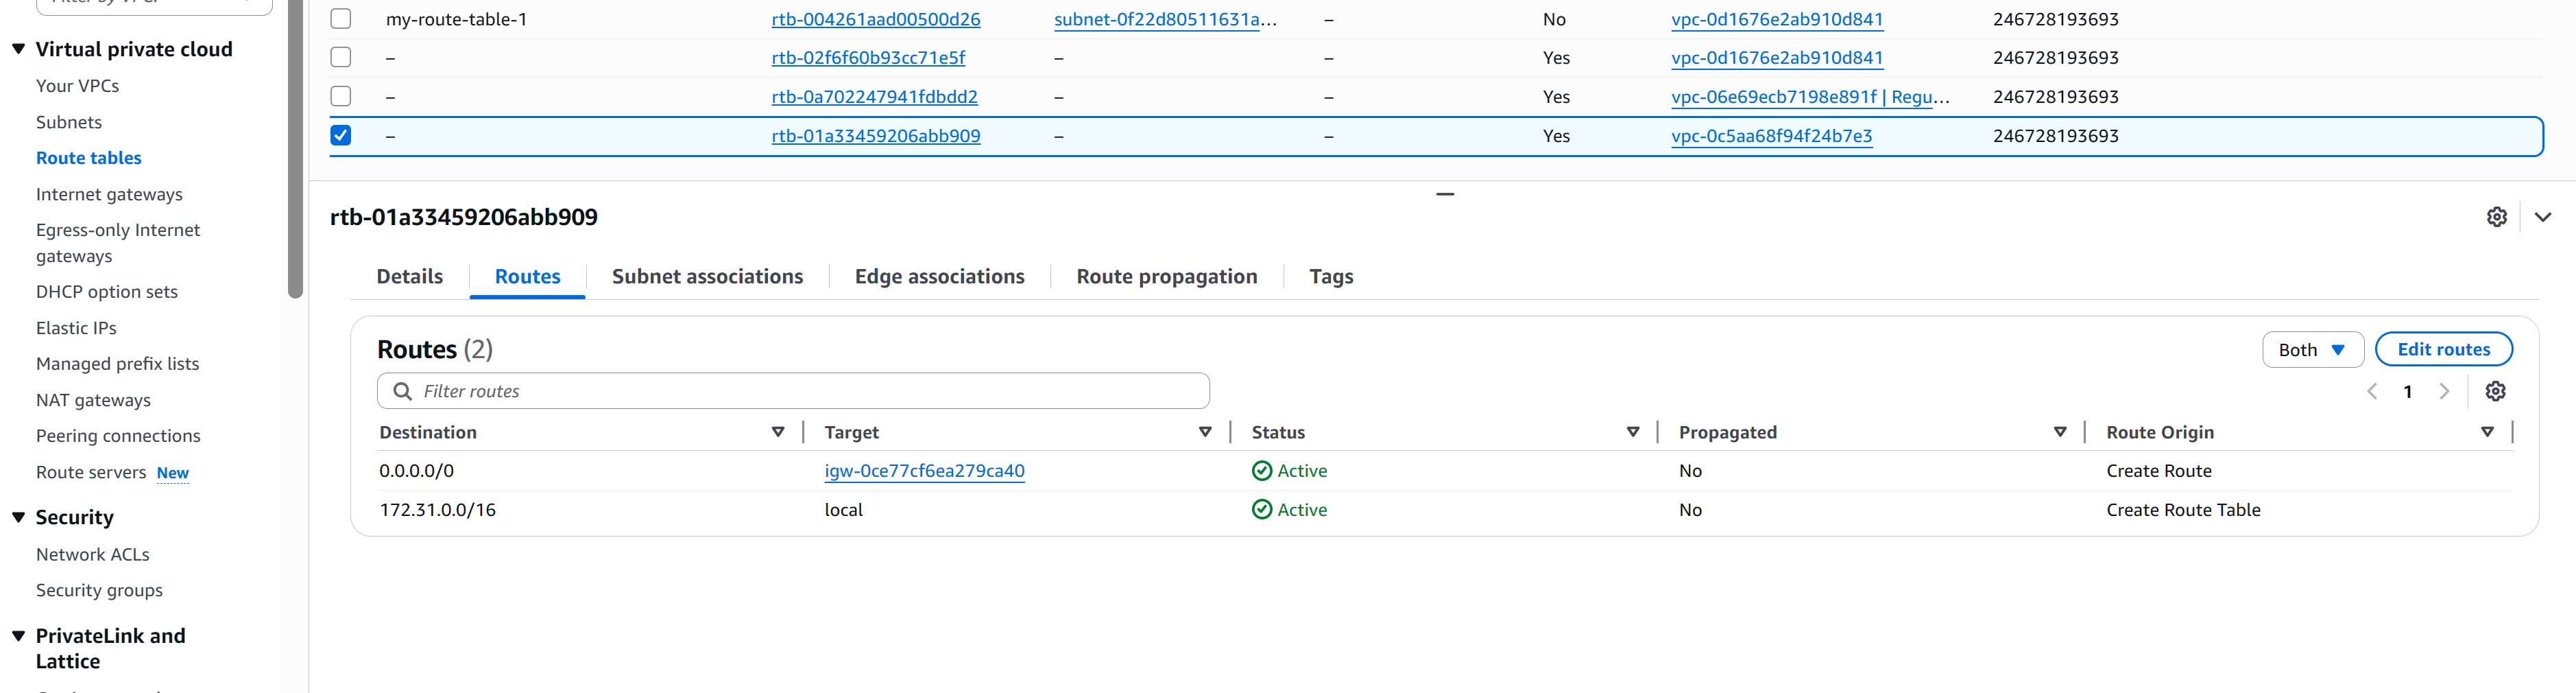 Virtual private cloud
Your VPCs
Subnets
Route tables
Internet gateways
Egress-only Internet
gateways
DHCP option sets
Elastic IPs
Managed prefix lists
NAT gateways
Peering connections
Route servers New
Security
Network ACLs
Security groups
PrivateLink and
Lattice
my-route-table-1 rtb-004261aad00500d26 subnet-0f22d80511631a... – No vpc-0d1676e2ab910d841 246728193693
– rtb-02f6f60b93cc71e5f – – Yes vpc-0d1676e2ab910d841 246728193693
– rtb-0a702247941fdbdd2 – – Yes vpc-06e69ecb7198e891f | Regu... 246728193693
– rtb-01a33459206abb909 – – Yes vpc-0c5aa68f94f24b7e3 246728193693
rtb-01a33459206abb909
Details Routes Subnet associations Edge associations Route propagation Tags
Routes (2) Both Edit routes
Filter routes 1
Destination Target Status Propagated Route Origin
0.0.0.0/0 igw-0ce77cf6ea279ca40 Active No Create Route
172.31.0.0/16 local Active No Create Route Table